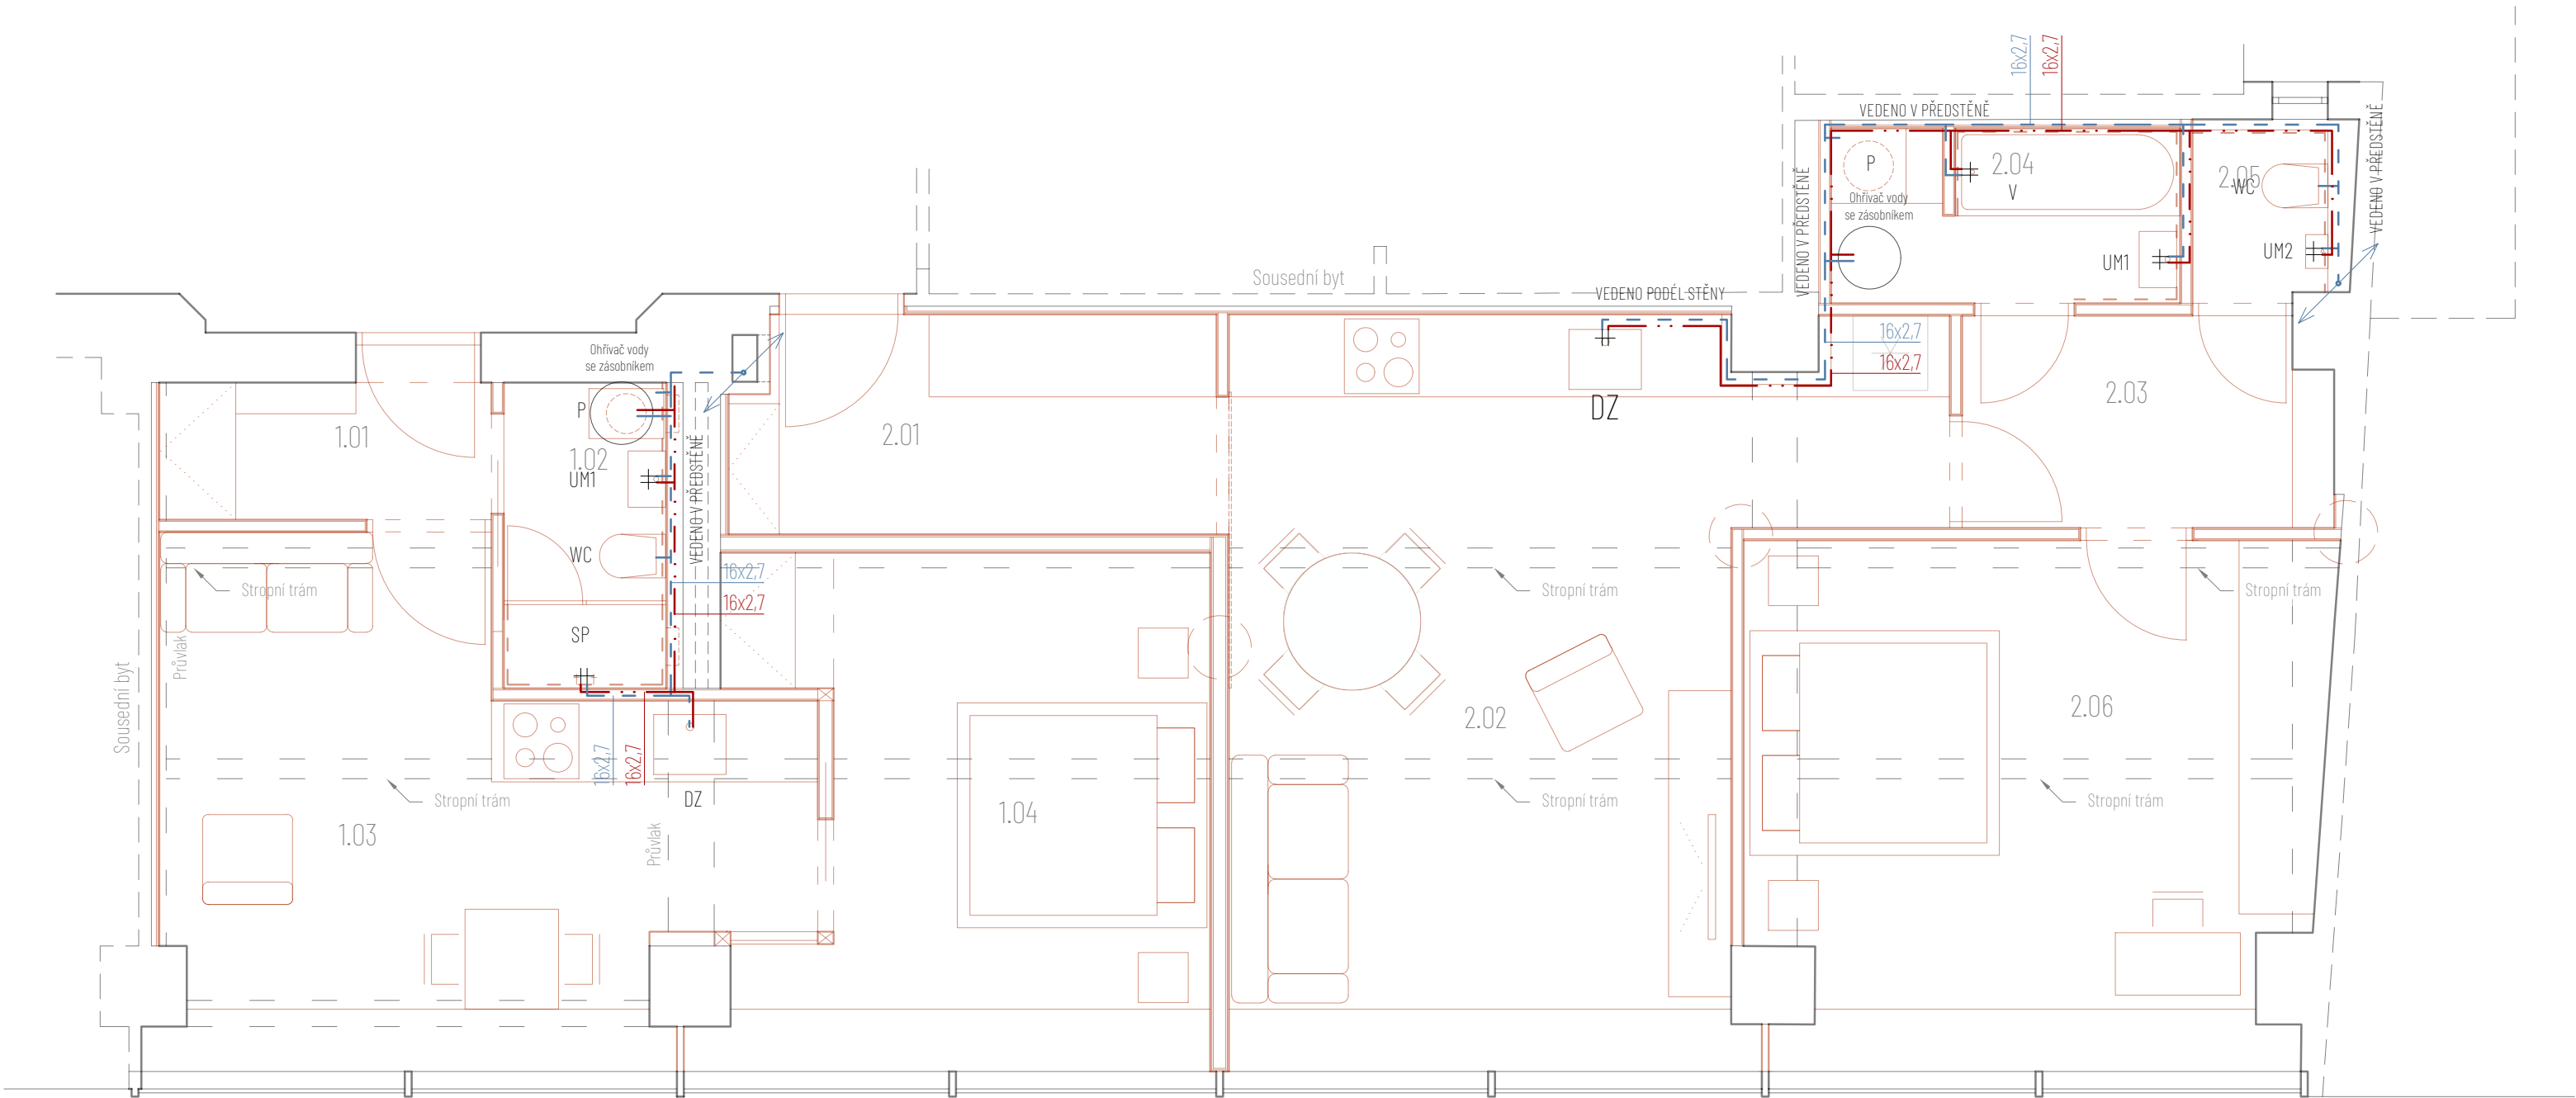 16x2,7
16x2,7
VEDENO V PŘEDSTĚNĚ
VEDENO V PŘEDSTĚNĚ
P
2.04
V
2.05
WC
Ohřívač vody
se zásobníkem
VEDENO V PŘEDSTĚNĚ
UM1
UM2
Sousední byt
VEDENO PODÉL STĚNY
16x2,7
16x2,7
Ohřívač vody
se zásobníkem
P
1.01
1.02
UM1
VEDENO V PŘEDSTĚNĚ
2.01
DZ
2.03
WC
16x2,7
16x2,7
Stropní trám
Stropní trám
Stropní trám
SP
Průvlak
Sousední byt
16x2,7
16x2,7
DZ
2.02
2.06
Stropní trám
Stropní trám
Stropní trám
1.03
Průvlak
1.04